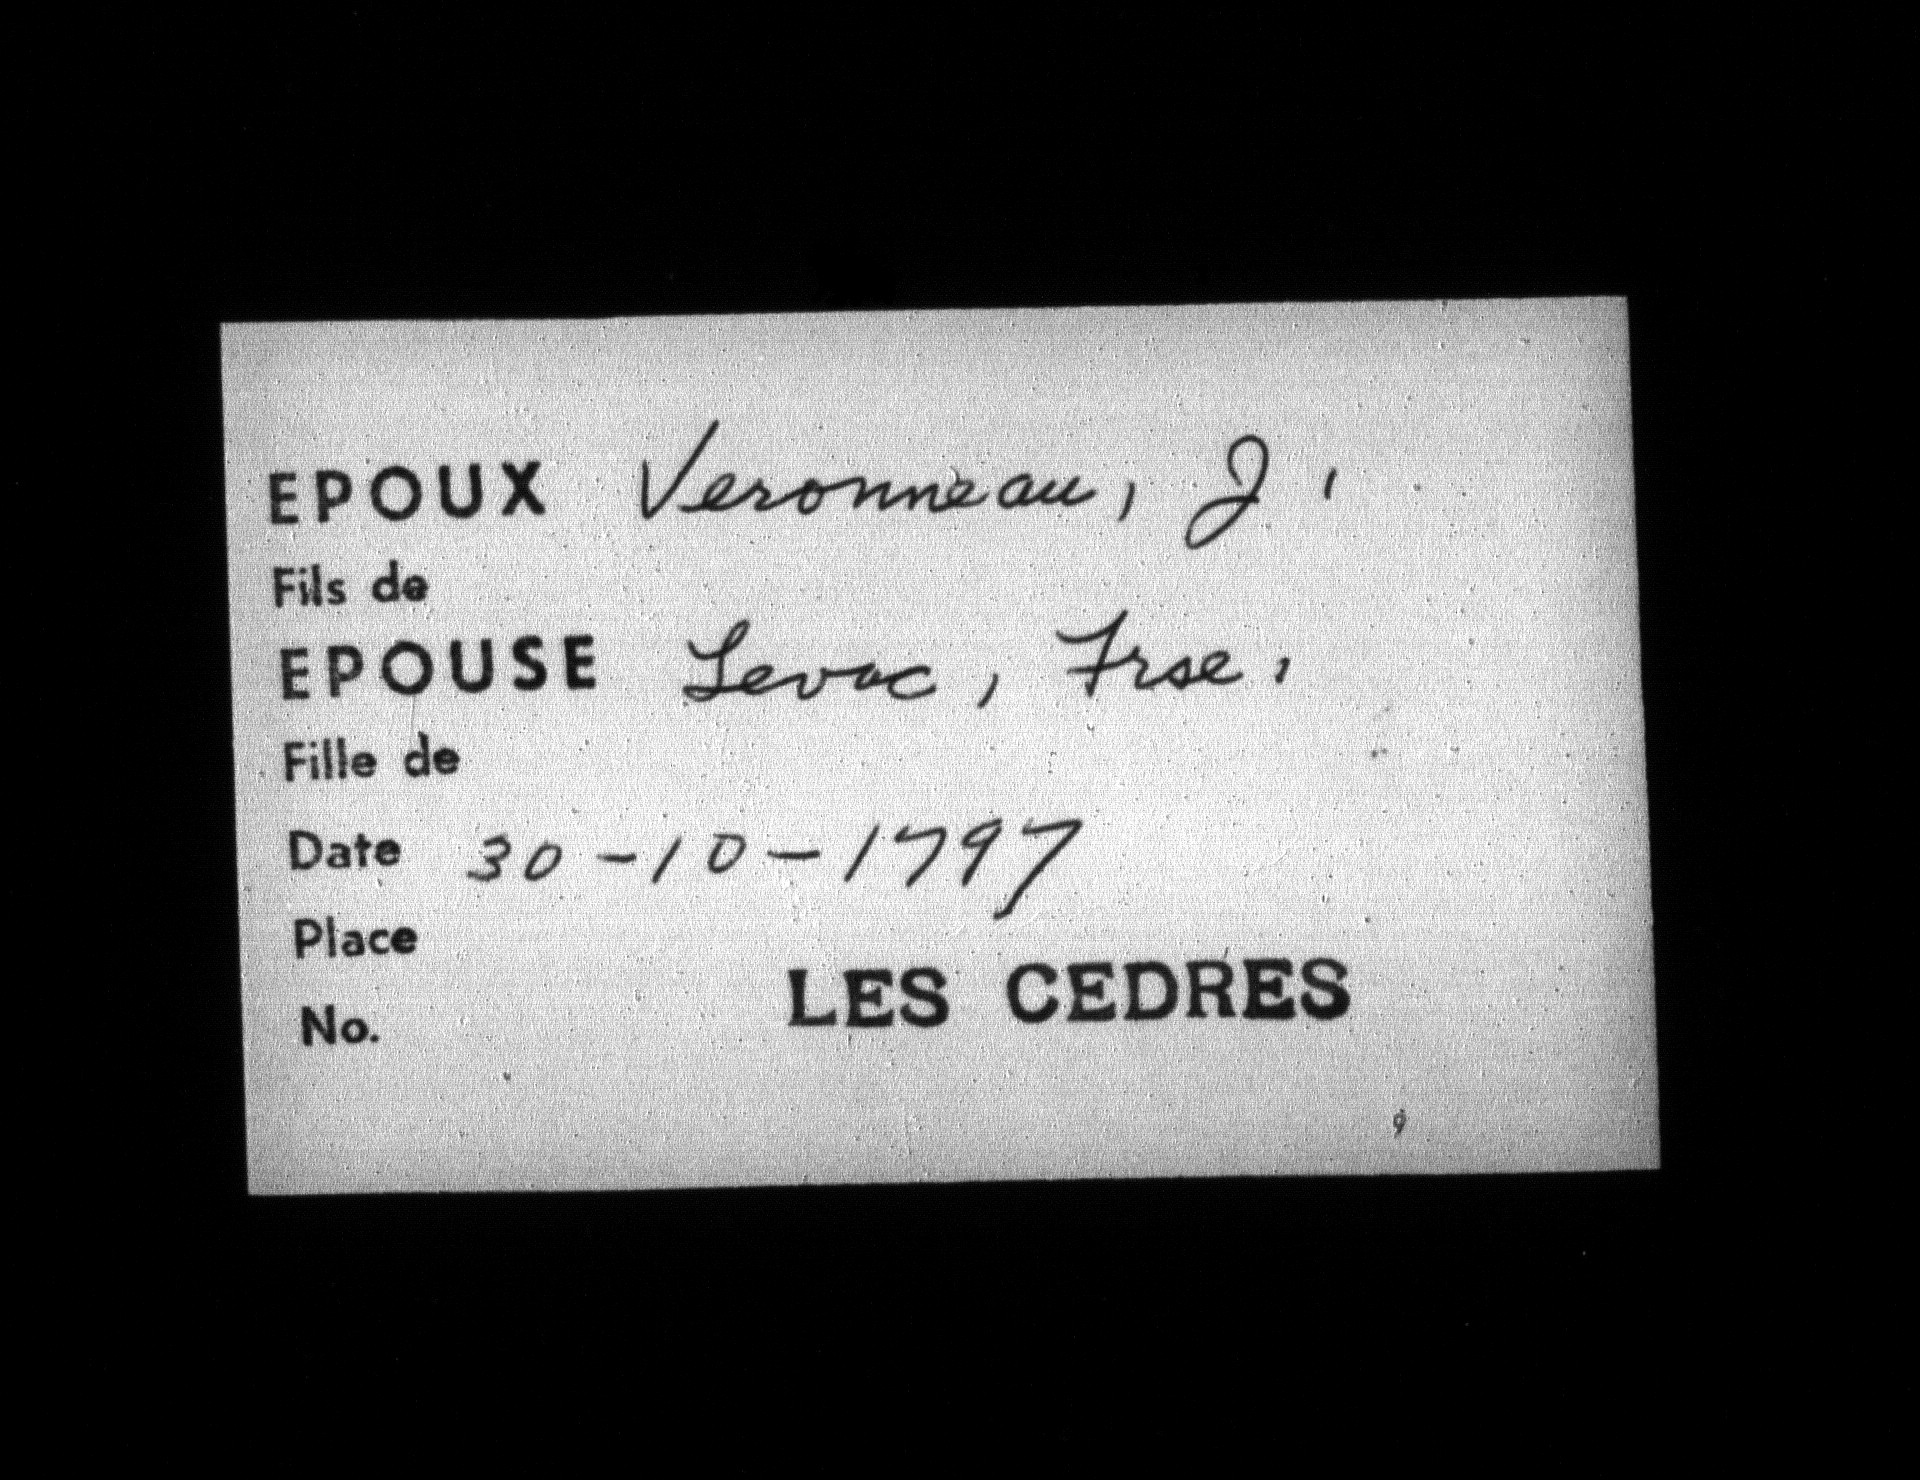 EPOUX Veronneau, J.
Fils de
EPOUSE Levac, Frse.
Fille de
Date 30-10-1797
Place
LES CEDRES
No.